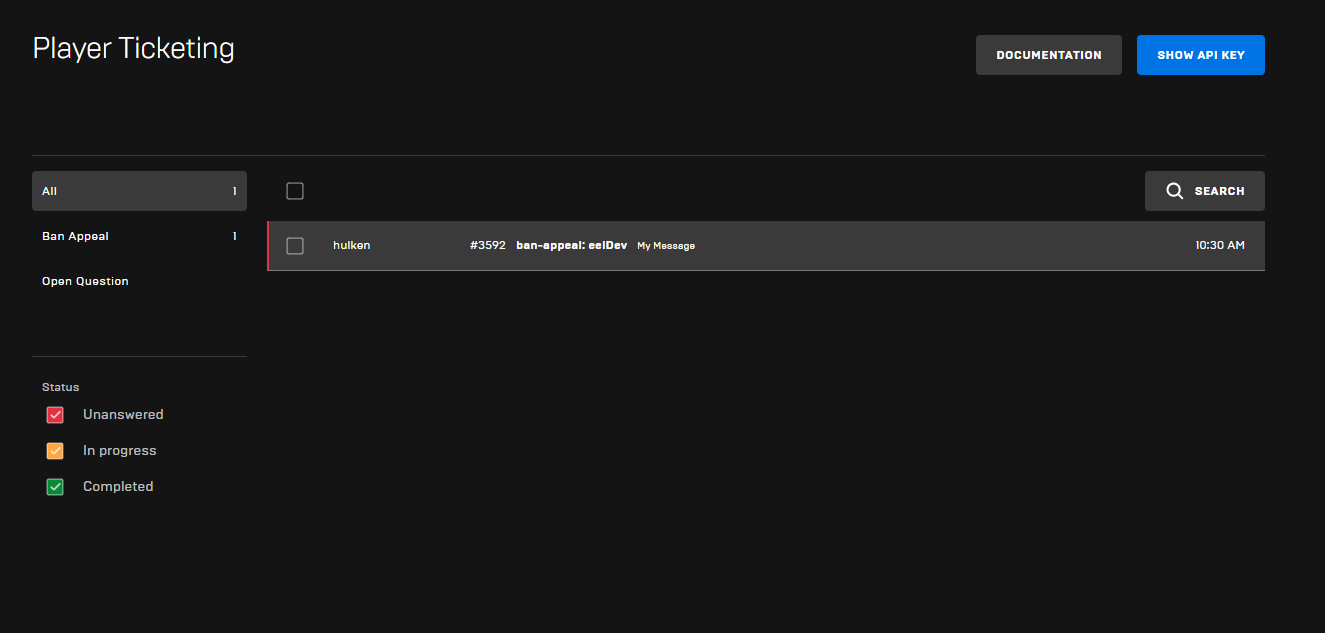 Player Ticketing
DOCUMENTATION
SHOW API KEY
All 1
SEARCH
Ban Appeal 1
hulken #3592 ban-appeal: eelDev My Message 10:30 AM
Open Question
Status
Unanswered
In progress
Completed